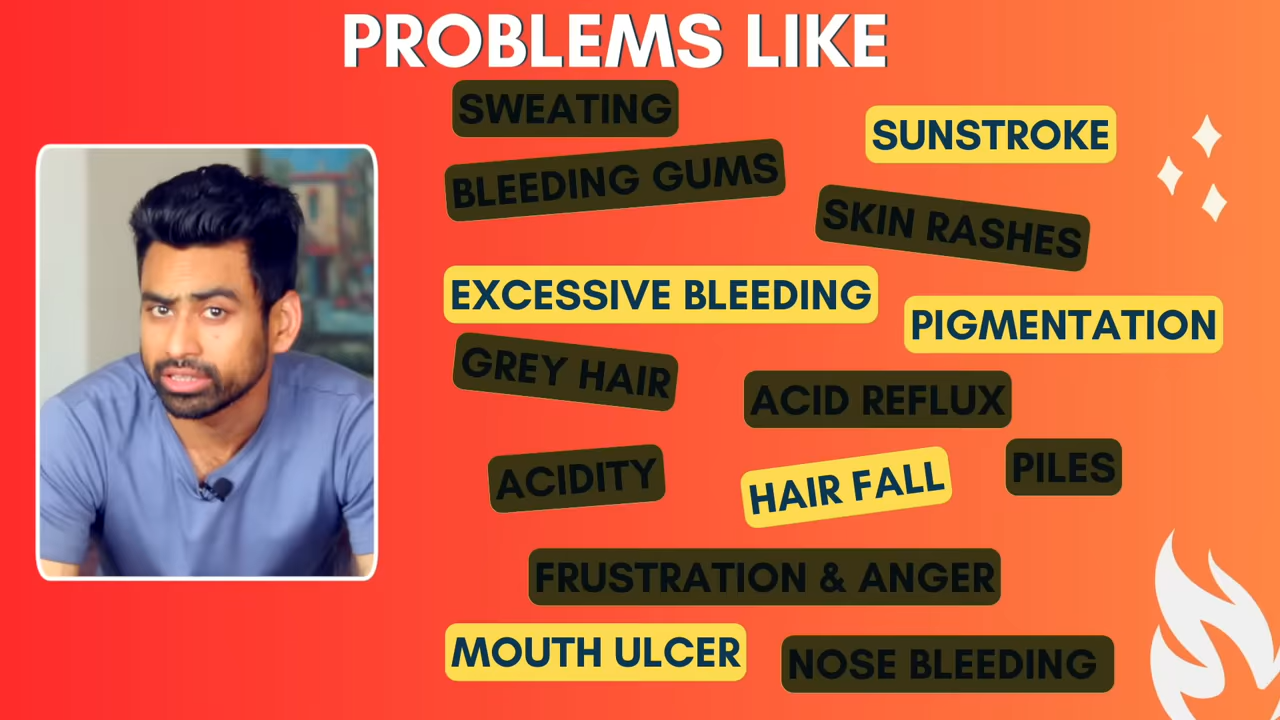 PROBLEMS LIKE
SWEATING
SUNSTROKE
BLEEDING GUMS
SKIN RASHES
EXCESSIVE BLEEDING
PIGMENTATION
GREY HAIR
ACID REFLUX
ACIDITY
HAIR FALL
PILES
FRUSTRATION & ANGER
MOUTH ULCER
NOSE BLEEDING